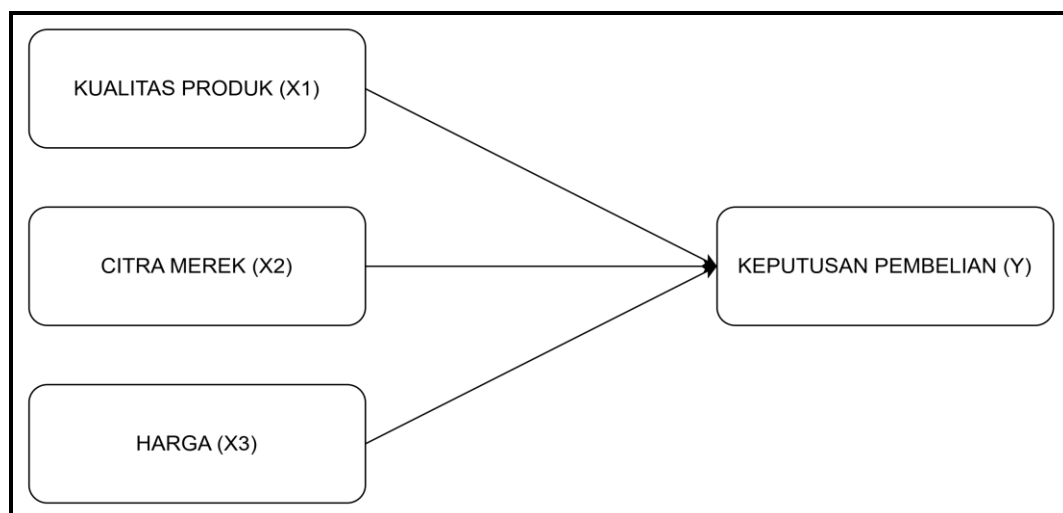 KUALITAS PRODUK (X1)
CITRA MEREK (X2)
KEPUTUSAN PEMBELIAN (Y)
HARGA (X3)